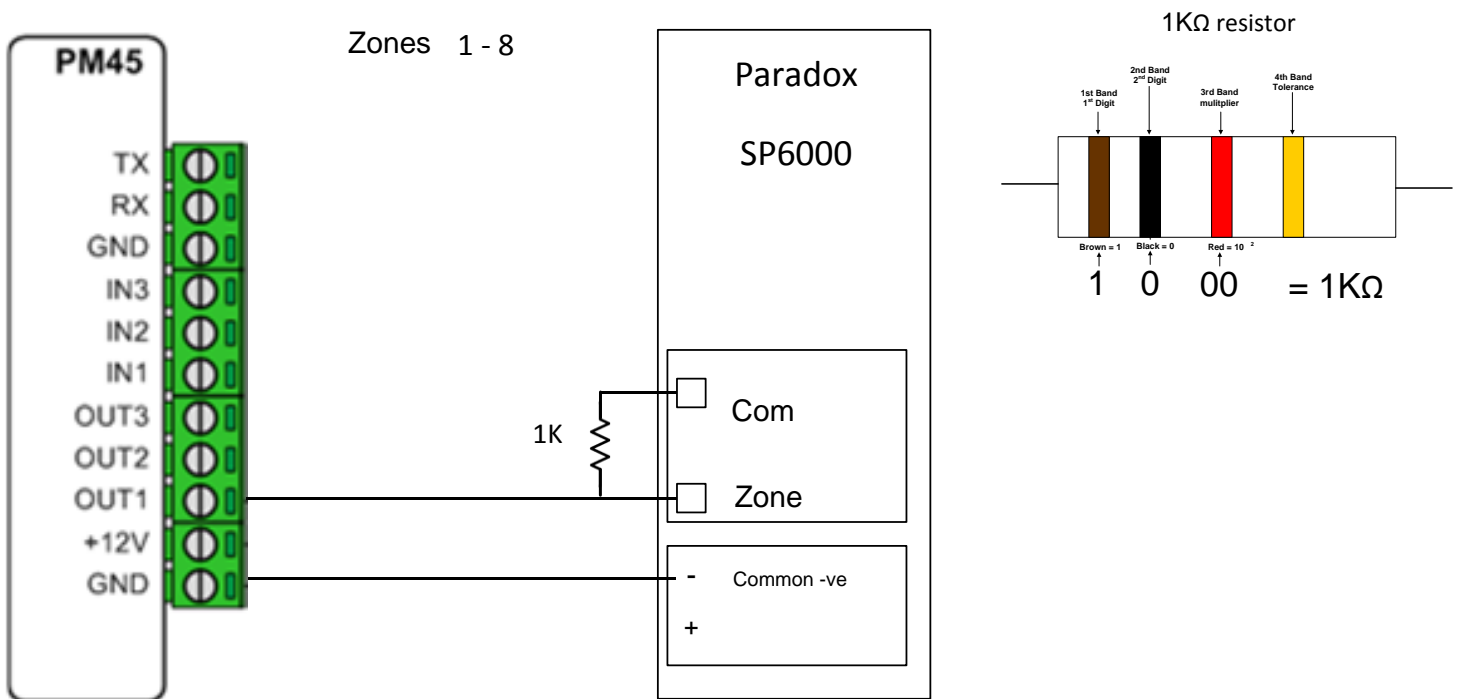 PM45
TX
RX
GND
IN3
IN2
IN1
OUT3
OUT2
OUT1
+12V
GND
Zones 1 - 8
1K
Paradox
SP6000
Com
Zone
- Common -ve
+
1KΩ resistor
1st Band
1st Digit
2nd Band
2nd Digit
3rd Band
mulitplier
4th Band
Tolerance
Brown = 1
Black = 0
Red = 10 2
1 0 00 = 1KΩ